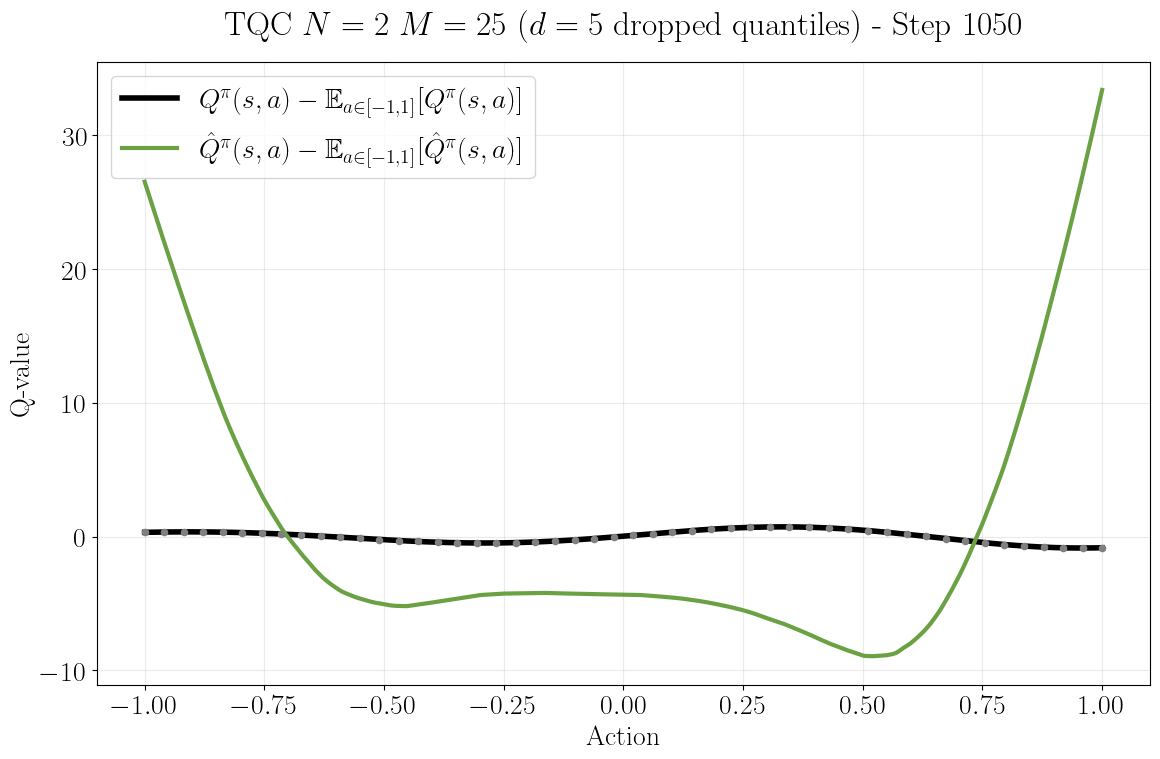 TQC N = 2 M = 25 (d = 5 dropped quantiles) - Step 1050
Q^π(s, a) − 𝔼_{a∈[−1,1]}[Q^π(s, a)]
Q̂^π(s, a) − 𝔼_{a∈[−1,1]}[Q̂^π(s, a)]
30
20
10
0
−10
Q-value
−1.00 −0.75 −0.50 −0.25 0.00 0.25 0.50 0.75 1.00
Action